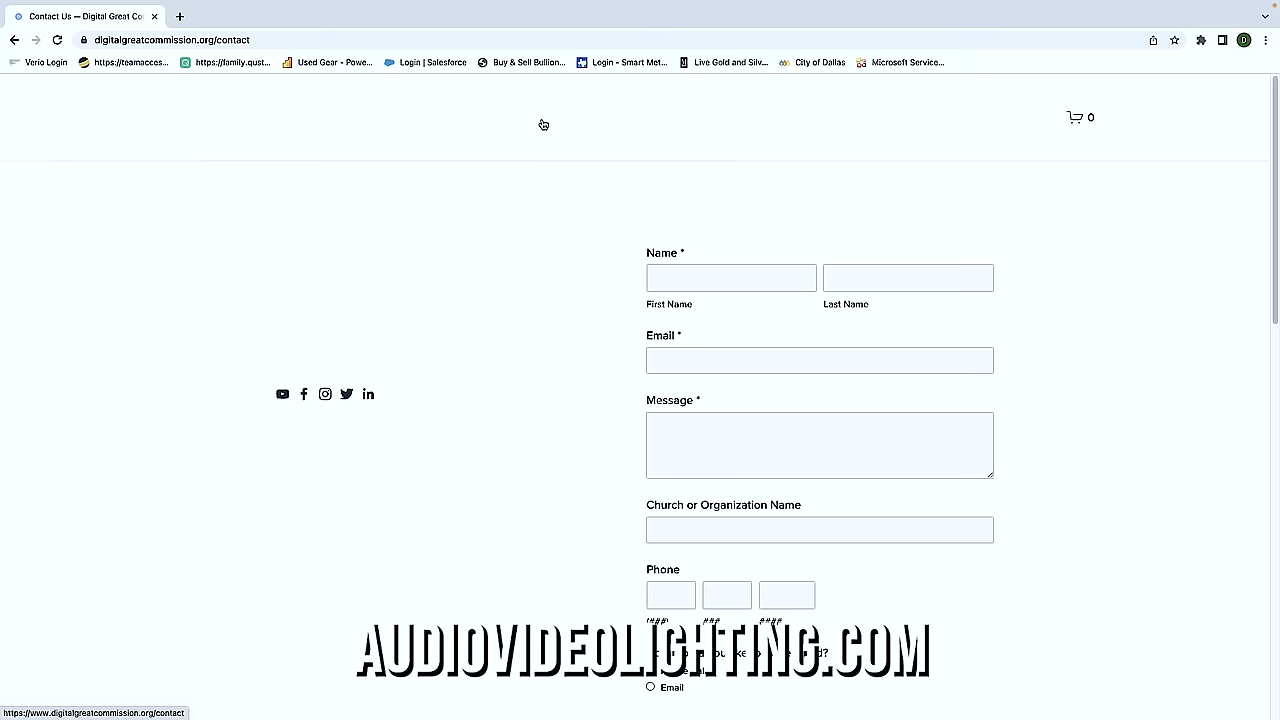 Contact Us — Digital Great Co
digitalgreatcommission.org/contact
Verio Login https://teamacces... https://family.qust... Used Gear - Powe... Login | Salesforce Buy & Sell Bullion... Login - Smart Met... Live Gold and Silv... City of Dallas Microsoft Service...
0
Name *
First Name Last Name
Email *
Message *
Church or Organization Name
Phone
(###) ### ####
AUDIOVIDEOLIGHTING.COM
Email
https://www.digitalgreatcommission.org/contact